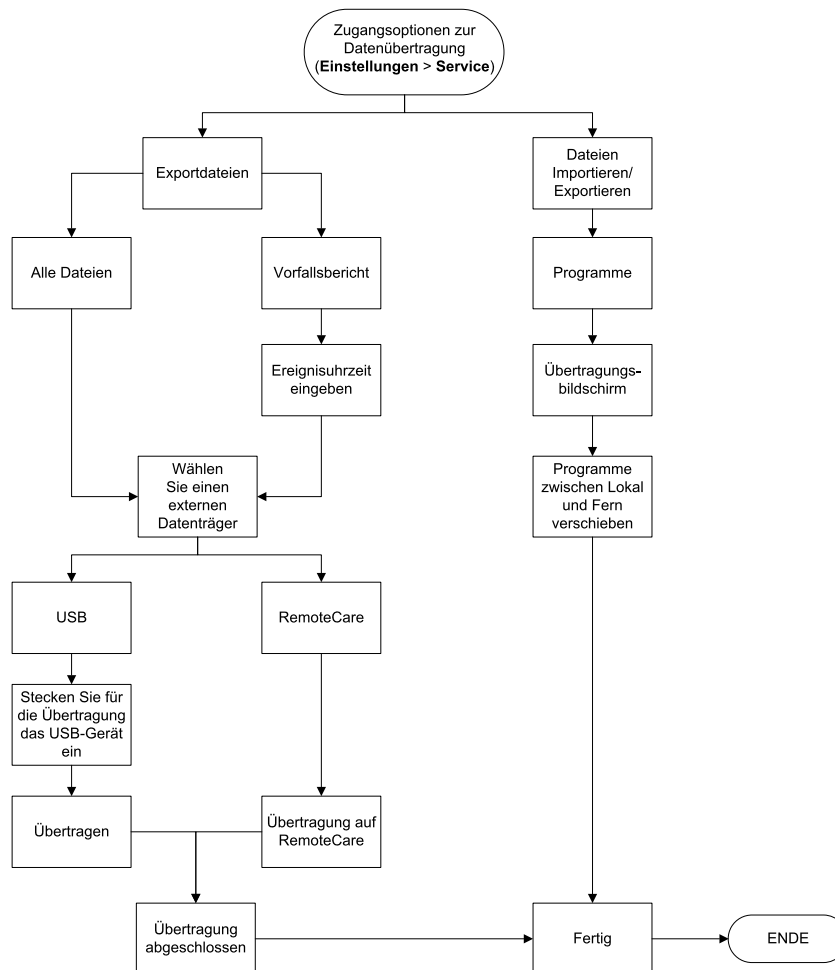 Zugangsoptionen zur
Datenübertragung
(Einstellungen > Service)
Exportdateien
Dateien
Importieren/
Exportieren
Alle Dateien
Vorfallsbericht
Programme
Ereignisuhrzeit
eingeben
Übertragungs-
bildschirm
Wählen
Sie einen
externen
Datenträger
Programme
zwischen Lokal
und Fern
verschieben
USB
RemoteCare
Stecken Sie für
die Übertragung
das USB-Gerät
ein
Übertragen
Übertragung auf
RemoteCare
Übertragung
abgeschlossen
Fertig
ENDE